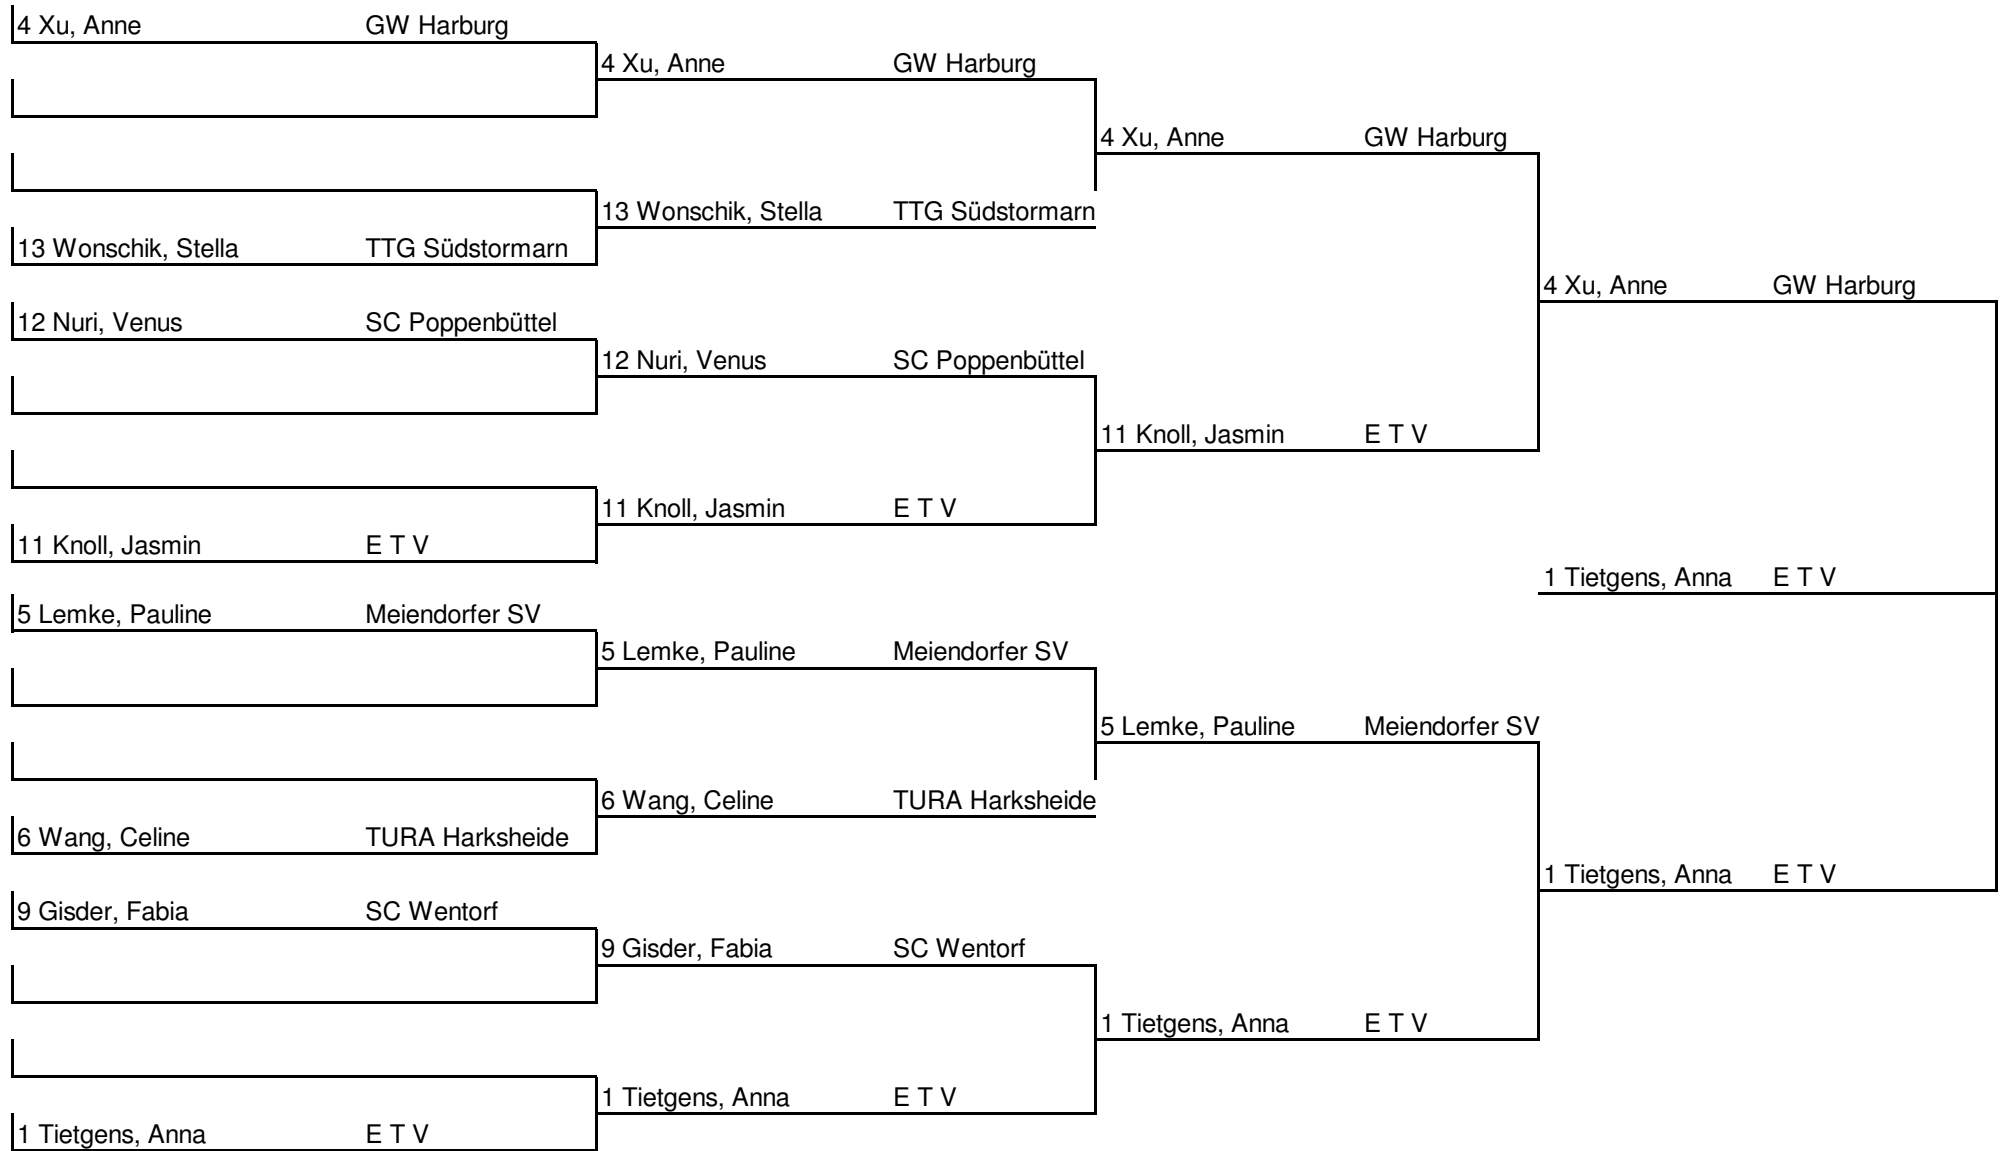 4 Xu, Anne GW Harburg
4 Xu, Anne GW Harburg
4 Xu, Anne GW Harburg
13 Wonschik, Stella TTG Südstormarn
13 Wonschik, Stella TTG Südstormarn
4 Xu, Anne GW Harburg
12 Nuri, Venus SC Poppenbüttel
12 Nuri, Venus SC Poppenbüttel
11 Knoll, Jasmin E T V
11 Knoll, Jasmin E T V
11 Knoll, Jasmin E T V
1 Tietgens, Anna E T V
5 Lemke, Pauline Meiendorfer SV
5 Lemke, Pauline Meiendorfer SV
5 Lemke, Pauline Meiendorfer SV
6 Wang, Celine TURA Harksheide
6 Wang, Celine TURA Harksheide
1 Tietgens, Anna E T V
9 Gisder, Fabia SC Wentorf
9 Gisder, Fabia SC Wentorf
1 Tietgens, Anna E T V
1 Tietgens, Anna E T V
1 Tietgens, Anna E T V